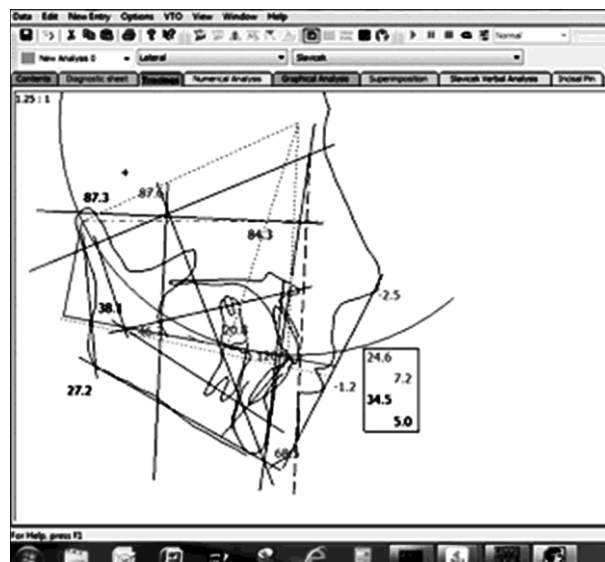 Data Edit New Entry Options VTO View Window Help
Normal
New Analysis 0 Lateral Slavicek
Contents Diagnostic sheet Tracings Numerical Analysis Graphical Analysis Superimposition Slavicek Verbal Analysis Incisal Pin
1.25 : 1
87.3
87.6
84.3
-2.5
38.1
24.6
7.2
-1.2
34.5
27.2
5.0
For Help, press F1